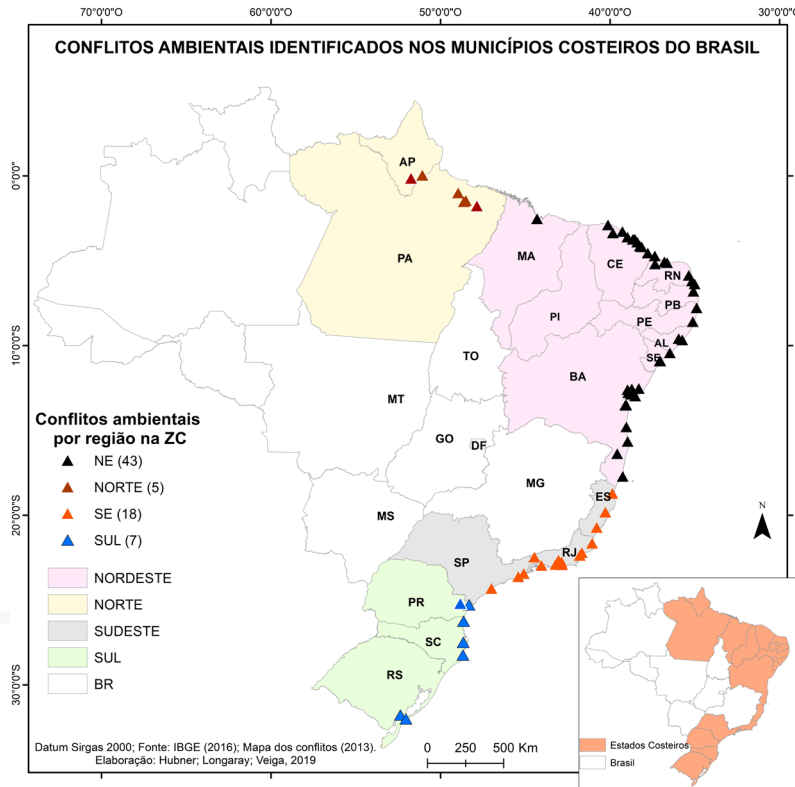 70°0'0"O 60°0'0"O 50°0'0"O 40°0'0"O 30°0'0"O
CONFLITOS AMBIENTAIS IDENTIFICADOS NOS MUNICÍPIOS COSTEIROS DO BRASIL
0°0'0"
AP
PA
MA
CE
RN
PB
PI
PE
AL
SE
10°0'0"S
TO
BA
MT
GO
DF
MG
ES
MS
20°0'0"S
RJ
SP
PR
SC
RS
30°0'0"S
N
Conflitos ambientais
por região na ZC
NE (43)
NORTE (5)
SE (18)
SUL (7)
NORDESTE
NORTE
SUDESTE
SUL
BR
Datum Sirgas 2000; Fonte: IBGE (2016); Mapa dos conflitos (2013).
Elaboração: Hubner; Longaray; Veiga, 2019
0 250 500 Km
Estados Costeiros
Brasil